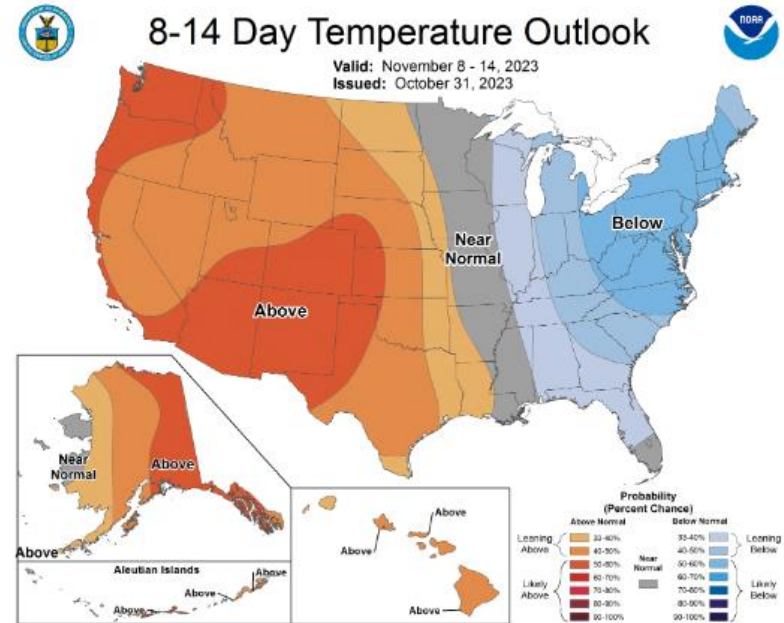 8-14 Day Temperature Outlook
Valid: November 8 - 14, 2023
Issued: October 31, 2023
NOAA
Near
Normal
Below
Above
Near
Normal
Above
Above
Aleutian Islands
Above
Above
Above
Above
Above
Above
Probability
(Percent Chance)
Above Normal
Below Normal
Leaning
Above
33-40%
40-50%
Likely
Above
50-60%
60-70%
70-80%
80-90%
90-100%
Near
Normal
33-40%
40-50%
Leaning
Below
50-60%
60-70%
70-80%
80-90%
90-100%
Likely
Below